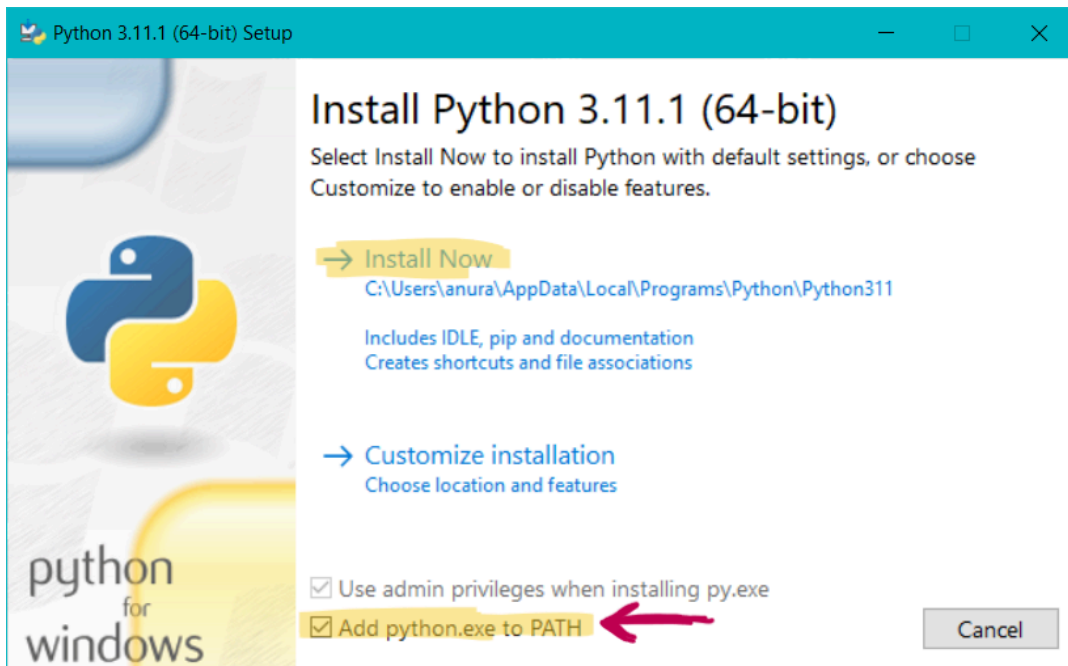 Python 3.11.1 (64-bit) Setup
Install Python 3.11.1 (64-bit)
Select Install Now to install Python with default settings, or choose
Customize to enable or disable features.
Install Now
C:\Users\anura\AppData\Local\Programs\Python\Python311
Includes IDLE, pip and documentation
Creates shortcuts and file associations
Customize installation
Choose location and features
Use admin privileges when installing py.exe
Add python.exe to PATH
Cancel
python
for
windows